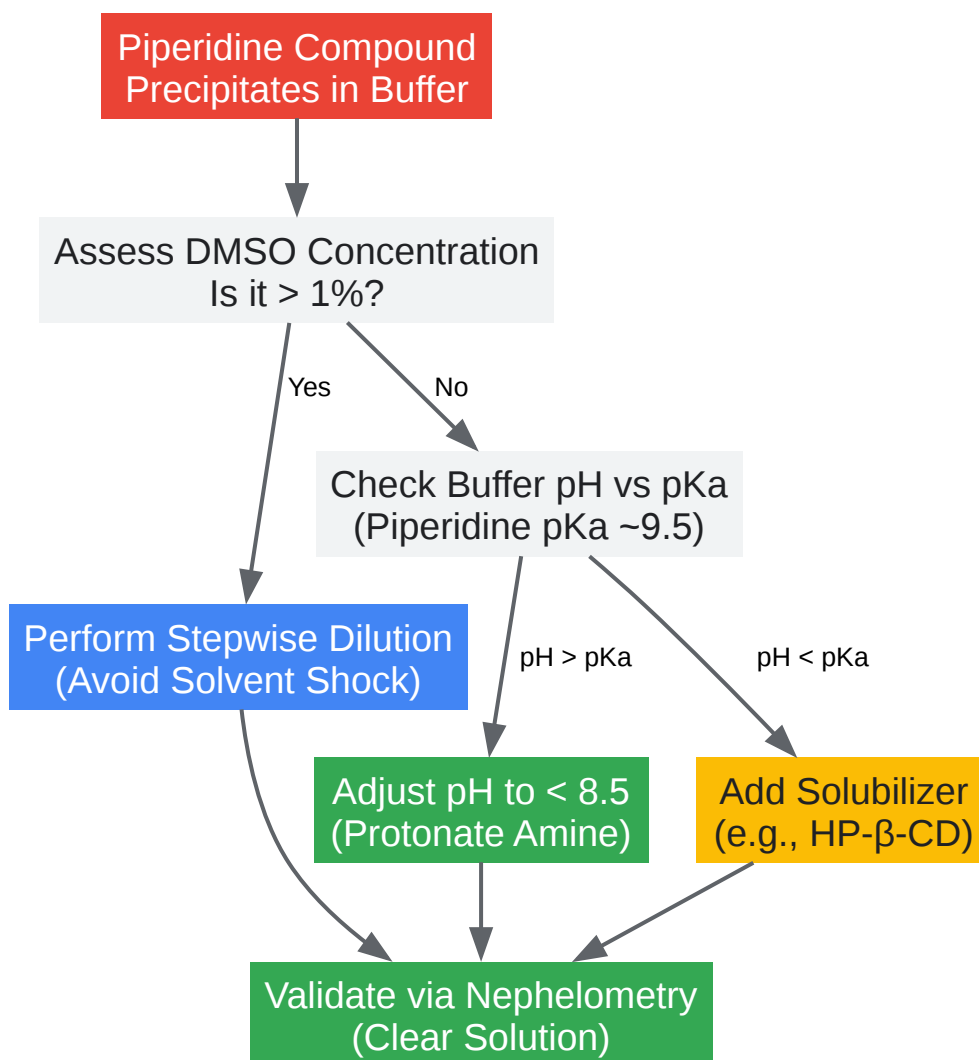 Piperidine Compound
Precipitates in Buffer
Assess DMSO Concentration
Is it > 1%?
Yes
No
Check Buffer pH vs pKa
(Piperidine pKa ~9.5)
Perform Stepwise Dilution
(Avoid Solvent Shock)
pH > pKa
pH < pKa
Adjust pH to < 8.5
(Protonate Amine)
Add Solubilizer
(e.g., HP-β-CD)
Validate via Nephelometry
(Clear Solution)